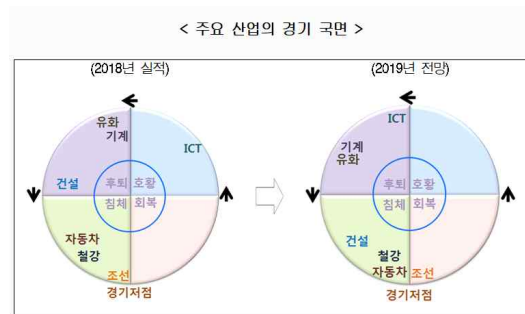 < 주요 산업의 경기 국면 >
(2018년 실적)
유화
기계
ICT
건설
후퇴 호황
침체 회복
자동차
철강
조선
경기저점
(2019년 전망)
ICT
기계
유화
후퇴 호황
침체 회복
건설
철강
자동차 조선
경기저점